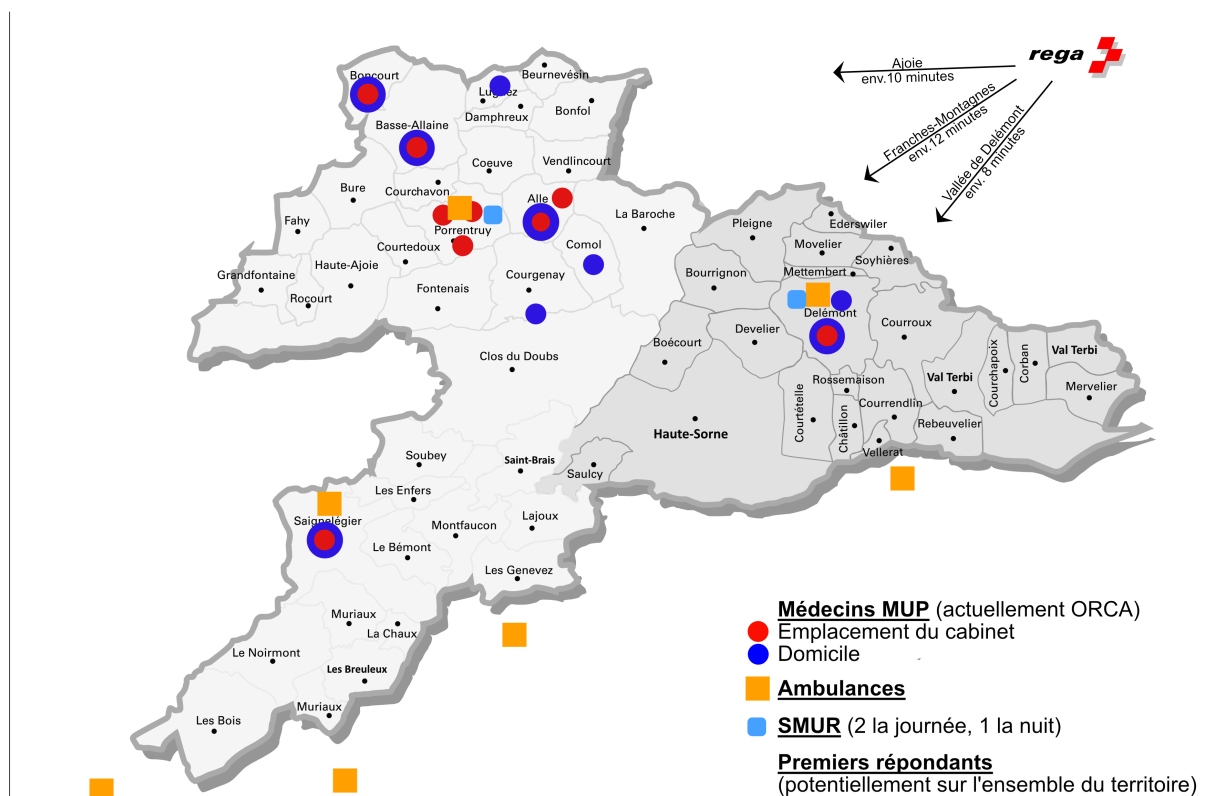 rega
Ajoie
env.10 minutes
Franches-Montagnes
env.12 minutes
Vallée de Delémont
env. 8 minutes
Boncourt
Beurnevésin
Lugnez
Damphreux
Bonfol
Basse-Allaine
Coeuve
Vendlincourt
Courchavon
Bure
Alle
La Baroche
Fahy
Porrentruy
Courtedoux
Comol
Haute-Ajoie
Grandfontaine
Rocourt
Courgenay
Fontenais
Clos du Doubs
Pleigne
Ederswiler
Movelier
Soyhières
Mettembert
Bourrignon
Delémont
Courroux
Develier
Boécourt
Courchapoix
Corban
Val Terbi
Val Terbi
Mervelier
Rossemaison
Courtételle
Châtillon
Courrendlin
Rebeuvelier
Haute-Sorne
Vellerat
Saulcy
Soubey
Saint-Brais
Les Enfers
Saignelégier
Montfaucon
Lajoux
Le Bémont
Les Genevez
Muriaux
La Chaux
Le Noirmont
Les Breuleux
Muriaux
Les Bois
Médecins MUP (actuellement ORCA)
Emplacement du cabinet
Domicile
Ambulances
SMUR (2 la journée, 1 la nuit)
Premiers répondants
(potentiellement sur l'ensemble du territoire)